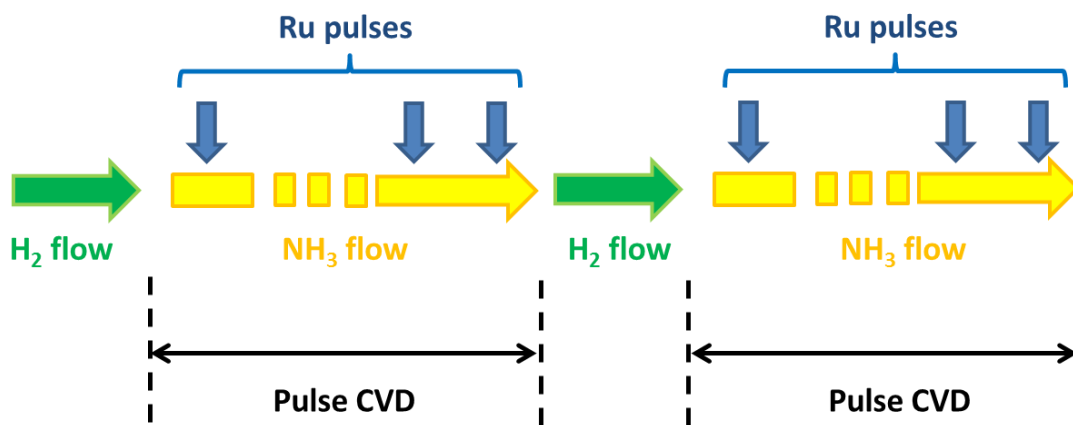 Ru pulses
Ru pulses
H₂ flow
NH₃ flow
H₂ flow
NH₃ flow
Pulse CVD
Pulse CVD